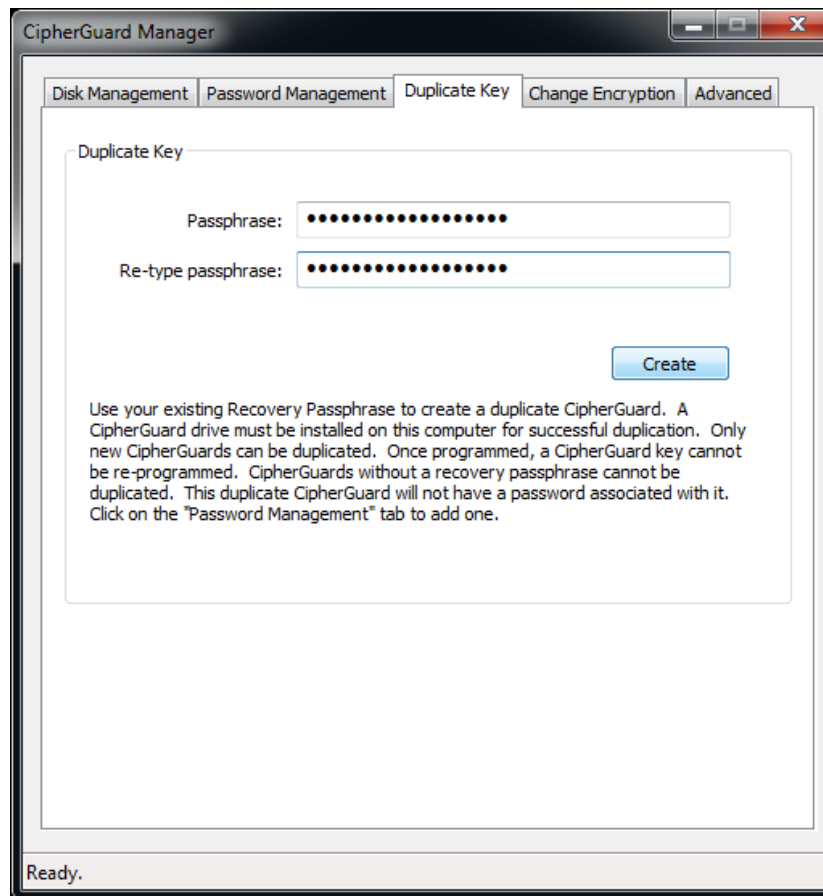 CipherGuard Manager
Disk Management Password Management Duplicate Key Change Encryption Advanced
Duplicate Key
Passphrase: ••••••••••••••••••
Re-type passphrase: ••••••••••••••••••
Create
Use your existing Recovery Passphrase to create a duplicate CipherGuard.  A
CipherGuard drive must be installed on this computer for successful duplication.  Only
new CipherGuards can be duplicated.  Once programmed, a CipherGuard key cannot
be re-programmed.  CipherGuards without a recovery passphrase cannot be
duplicated.  This duplicate CipherGuard will not have a password associated with it.
Click on the "Password Management" tab to add one.
Ready.